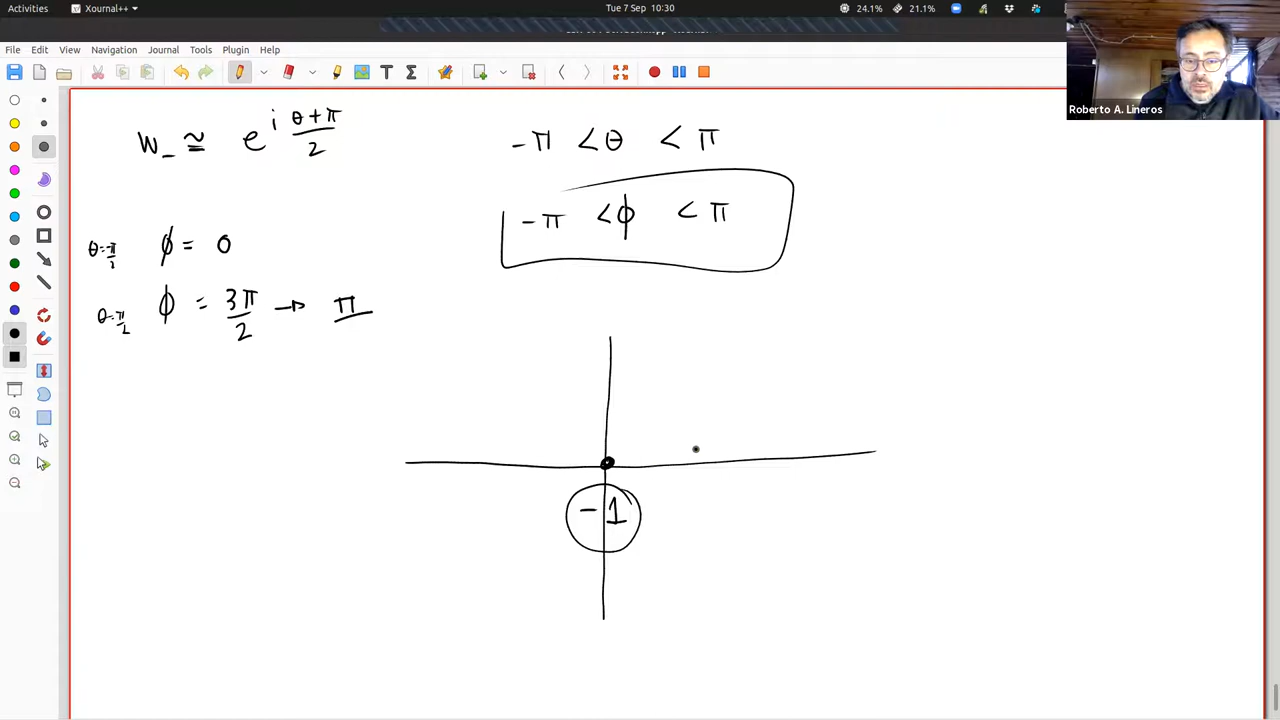 Activities Xournal++ Tue 7 Sep 10:30 24.1% 21.1%
File Edit View Navigation Journal Tools Plugin Help
Roberto A. Lineros
W_- ≅ e^{i (θ+π)/2} -π < θ < π
-π < ϕ < π
θ=π/2 ϕ = 0
θ=π/2 ϕ = 3π/2 → π
-1